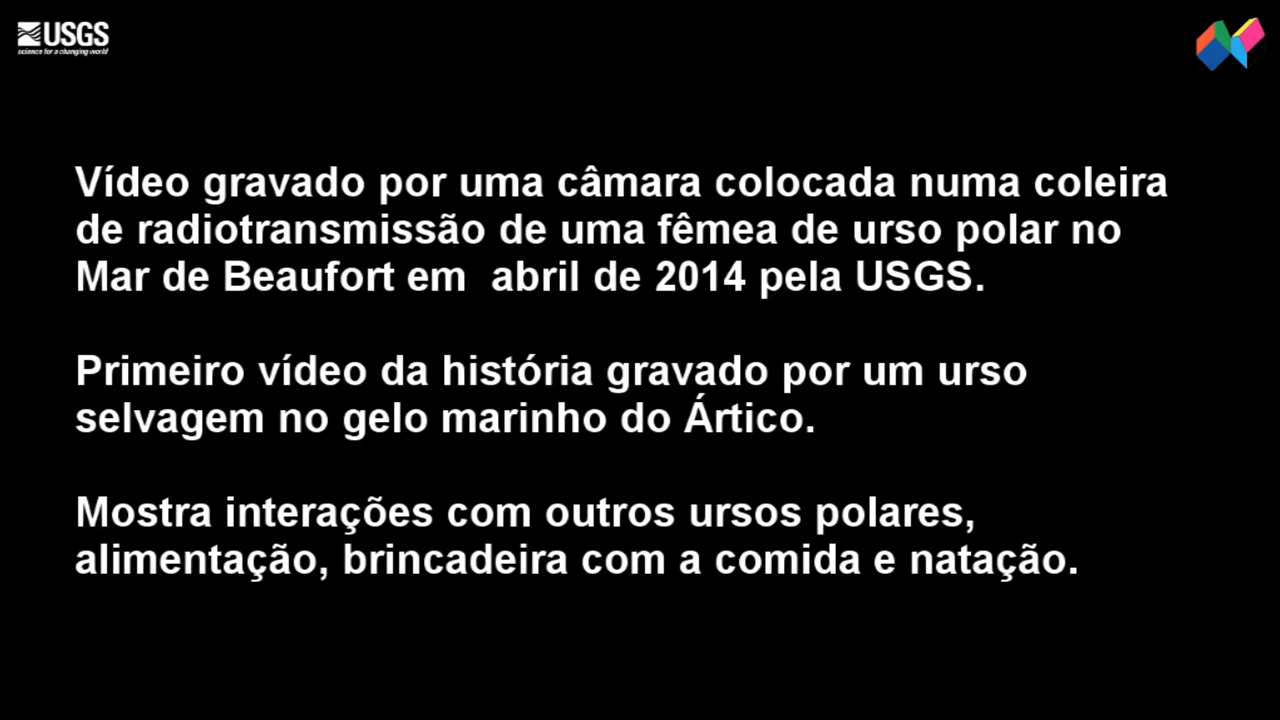 USGS
science for a changing world
Vídeo gravado por uma câmara colocada numa coleira
de radiotransmissão de uma fêmea de urso polar no
Mar de Beaufort em  abril de 2014 pela USGS.
Primeiro vídeo da história gravado por um urso
selvagem no gelo marinho do Ártico.
Mostra interações com outros ursos polares,
alimentação, brincadeira com a comida e natação.